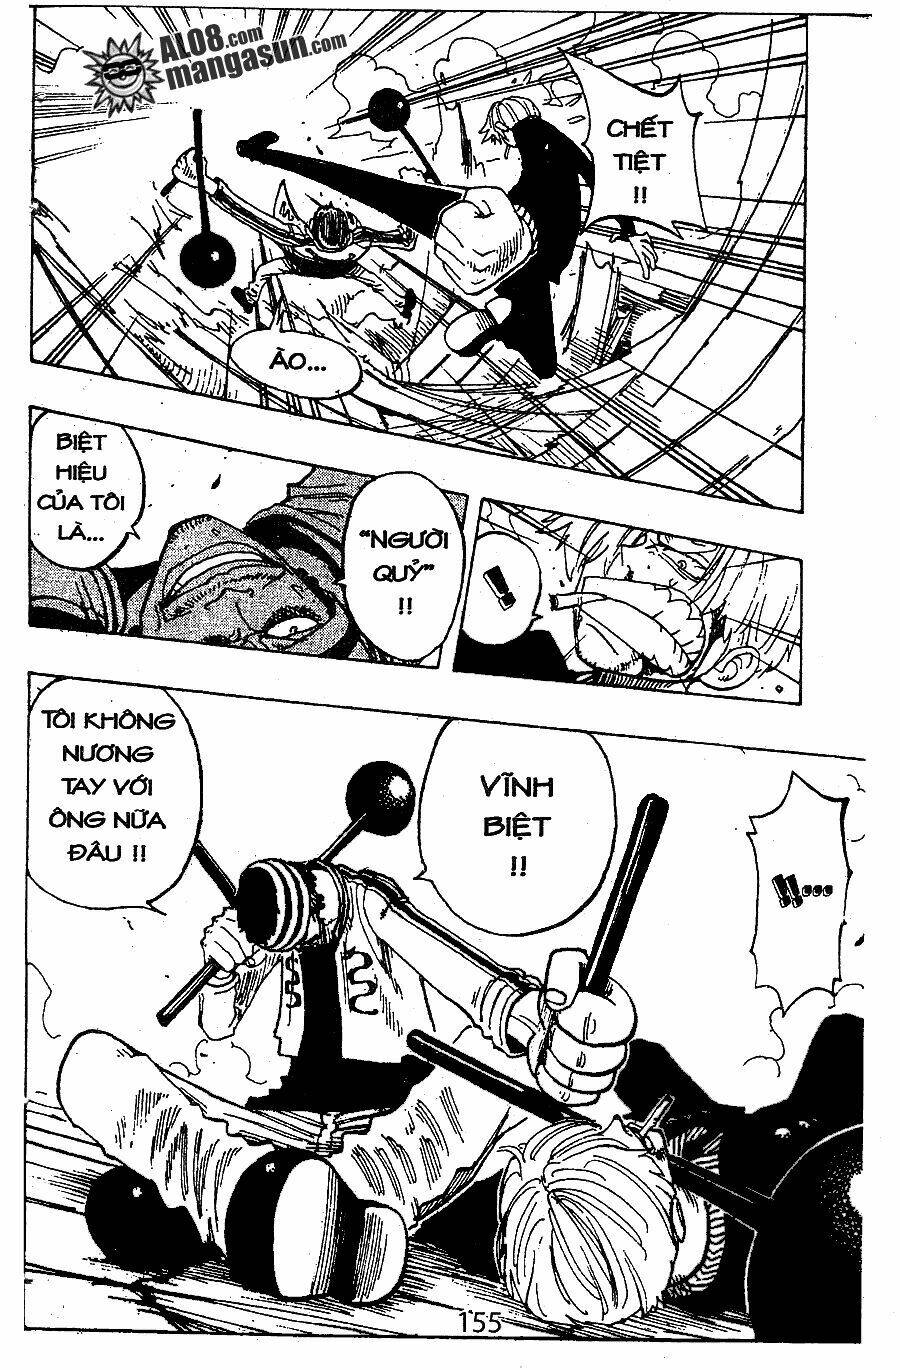 AL08.com
mangasun.com
CHẾT
TIỆT
!!
ÃO...
BIỆT
HIỆU
CỦA TÔI
LÀ...
"NGƯỜI
QUỶ"
!!
!!
TÔI KHÔNG
NƯƠNG
TAY VỚI
ÔNG NỮA
ĐÂU !!
VĨNH
BIỆT
!!
!!...
155